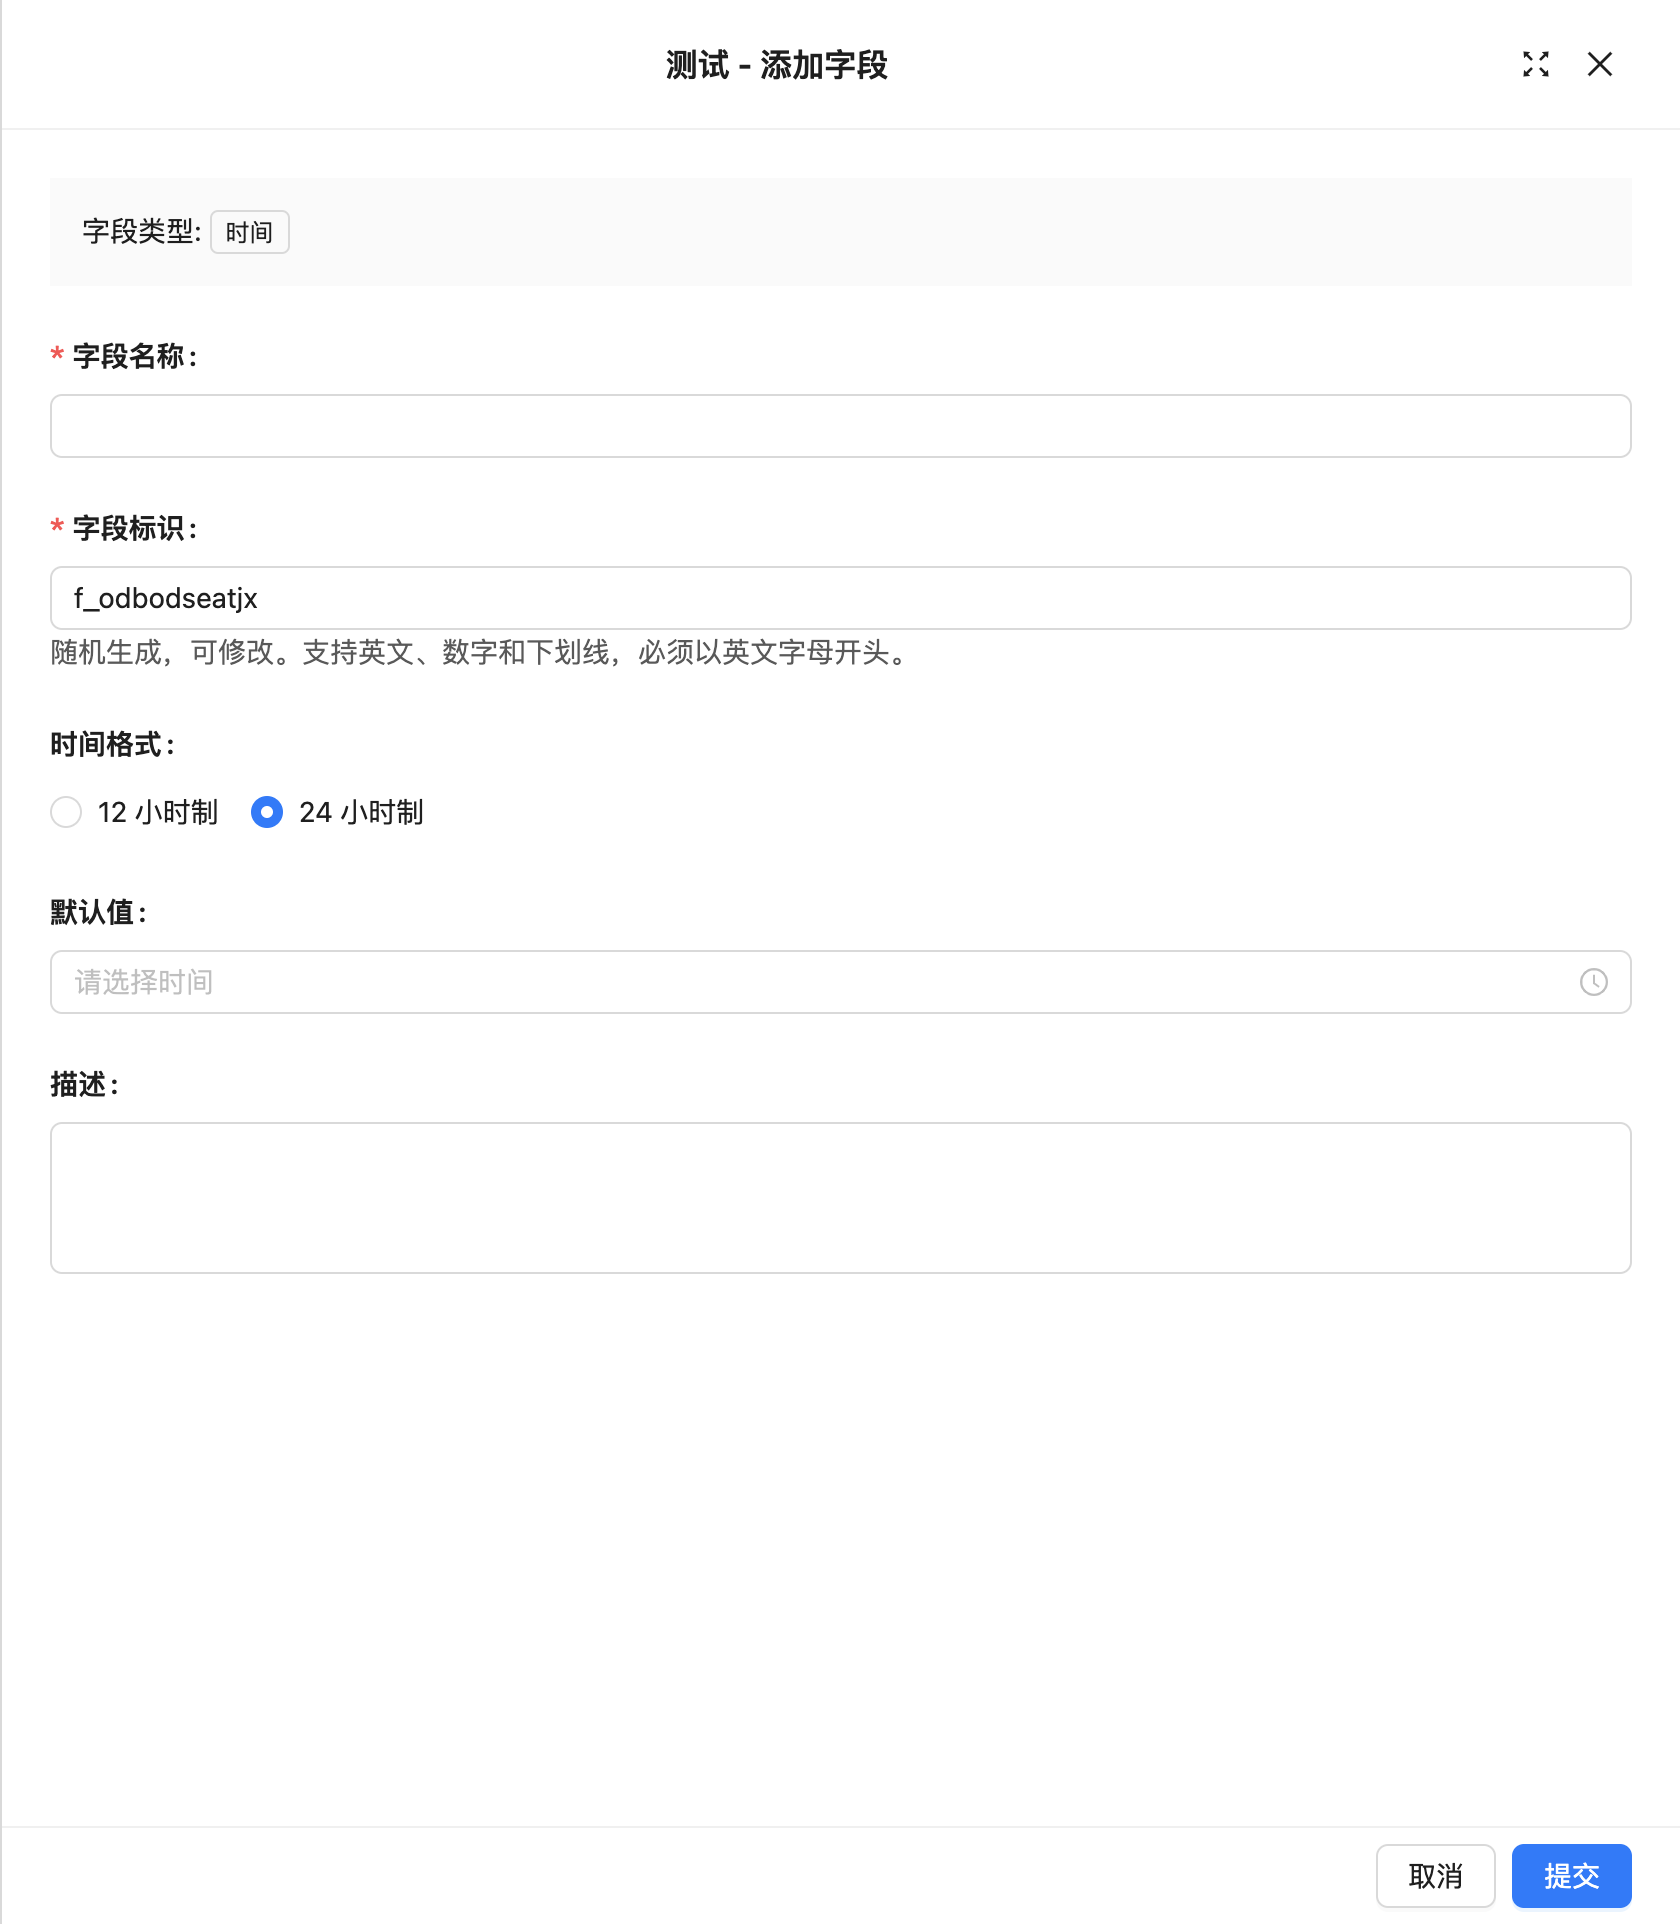 测试 - 添加字段
字段类型: 时间
* 字段名称:
* 字段标识:
f_odbodseatjx
随机生成，可修改。支持英文、数字和下划线，必须以英文字母开头。
时间格式:
12 小时制 24 小时制
默认值:
请选择时间
描述:
取消 提交